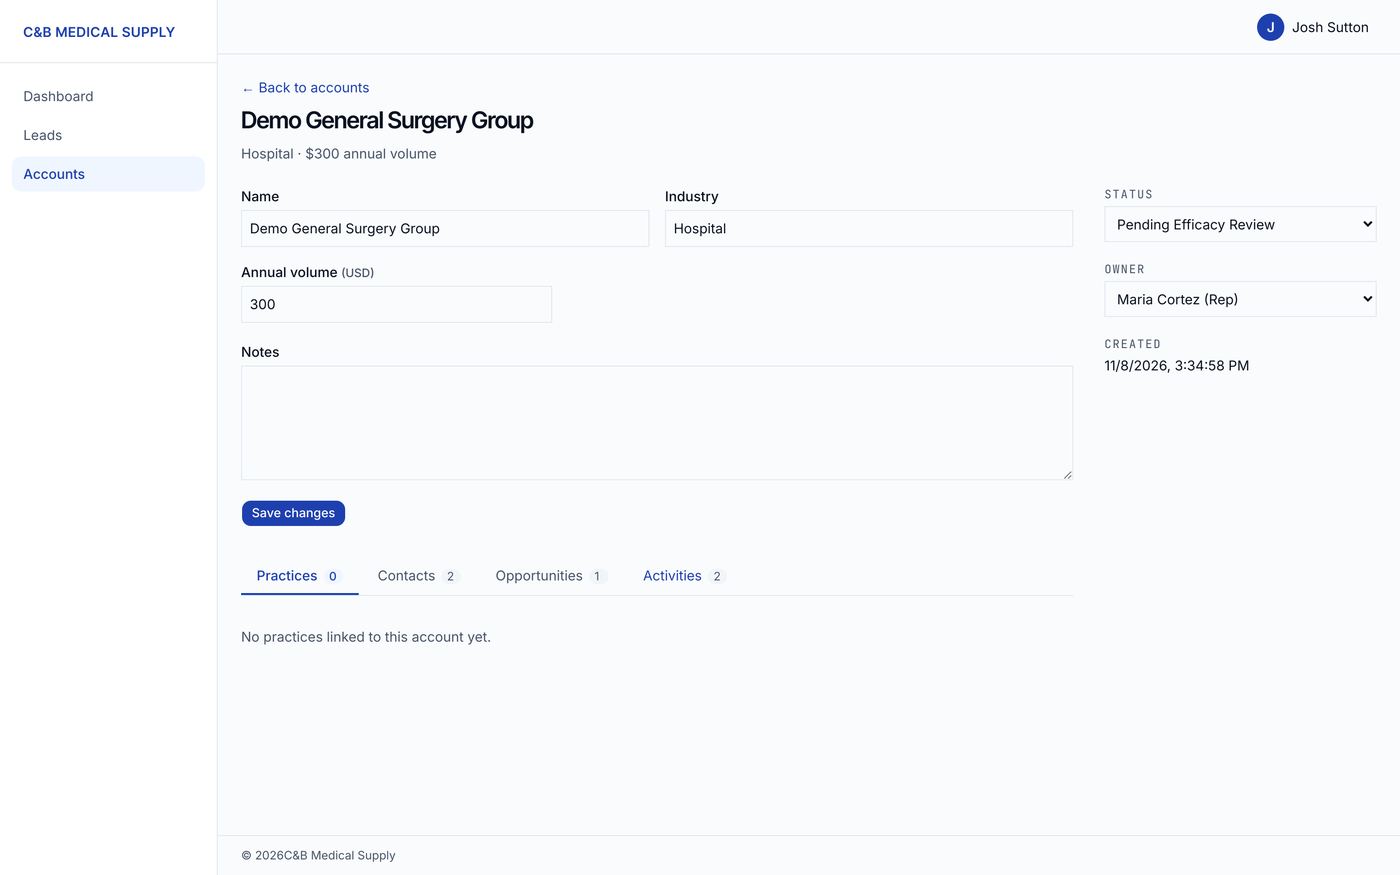 C&B MEDICAL SUPPLY
Dashboard
Leads
Accounts
J Josh Sutton
← Back to accounts
Demo General Surgery Group
Hospital · $300 annual volume
Name
Demo General Surgery Group
Industry
Hospital
Annual volume (USD)
300
Notes
Save changes
STATUS
Pending Efficacy Review
OWNER
Maria Cortez (Rep)
CREATED
11/8/2026, 3:34:58 PM
Practices 0 Contacts 2 Opportunities 1 Activities 2
No practices linked to this account yet.
© 2026C&B Medical Supply